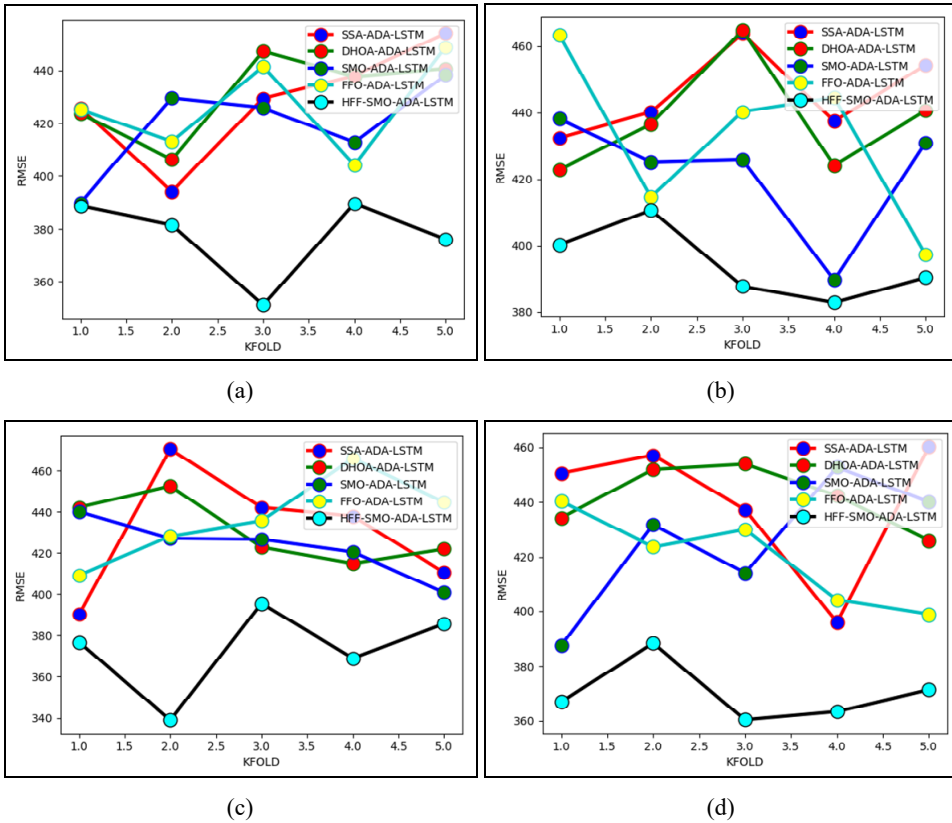 SSA-ADA-LSTM
DHOA-ADA-LSTM
SMO-ADA-LSTM
FFO-ADA-LSTM
HFF-SMO-ADA-LSTM
440
420
400
380
360
RMSE
1.0 1.5 2.0 2.5 3.0 3.5 4.0 4.5 5.0
KFOLD
(a)
SSA-ADA-LSTM
DHOA-ADA-LSTM
SMO-ADA-LSTM
FFO-ADA-LSTM
HFF-SMO-ADA-LSTM
460
440
420
400
380
RMSE
1.0 1.5 2.0 2.5 3.0 3.5 4.0 4.5 5.0
KFOLD
(b)
SSA-ADA-LSTM
DHOA-ADA-LSTM
SMO-ADA-LSTM
FFO-ADA-LSTM
HFF-SMO-ADA-LSTM
460
440
420
400
380
360
340
RMSE
1.0 1.5 2.0 2.5 3.0 3.5 4.0 4.5 5.0
KFOLD
(c)
SSA-ADA-LSTM
DHOA-ADA-LSTM
SMO-ADA-LSTM
FFO-ADA-LSTM
HFF-SMO-ADA-LSTM
460
440
420
400
380
360
RMSE
1.0 1.5 2.0 2.5 3.0 3.5 4.0 4.5 5.0
KFOLD
(d)